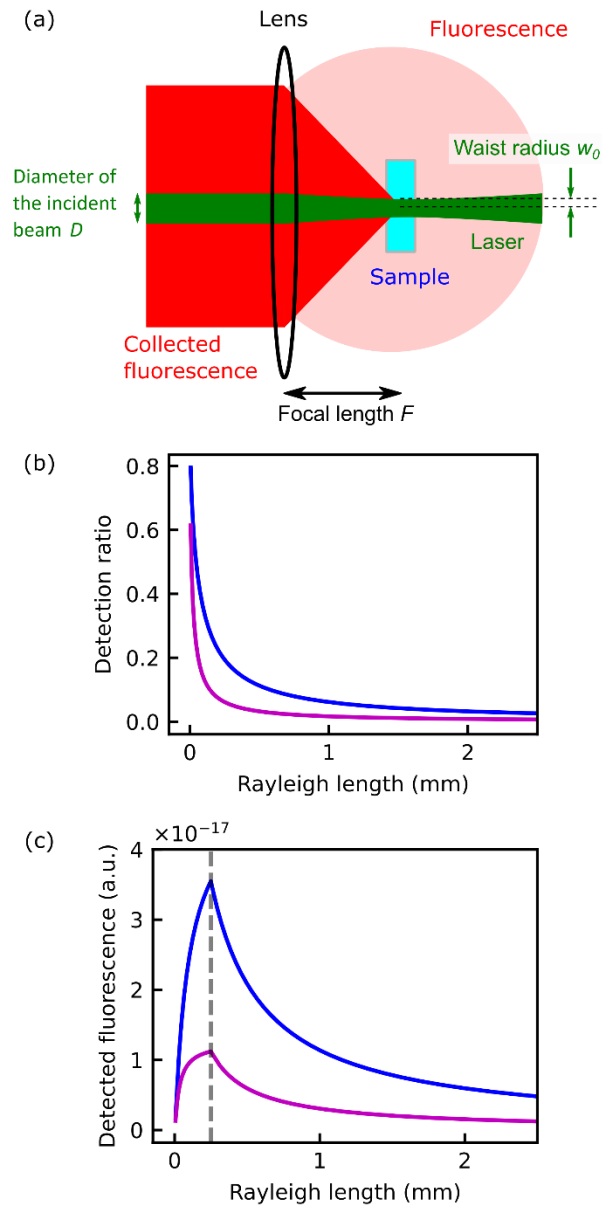 (a)
Lens
Fluorescence
Waist radius w0
Diameter of
the incident
beam D
Laser
Sample
Collected
fluorescence
Focal length F
(b)
0.8
0.6
0.4
0.2
0.0
Detection ratio
0
1
2
Rayleigh length (mm)
(c)
×10−17
4
3
2
1
0
Detected fluorescence (a.u.)
0
1
2
Rayleigh length (mm)